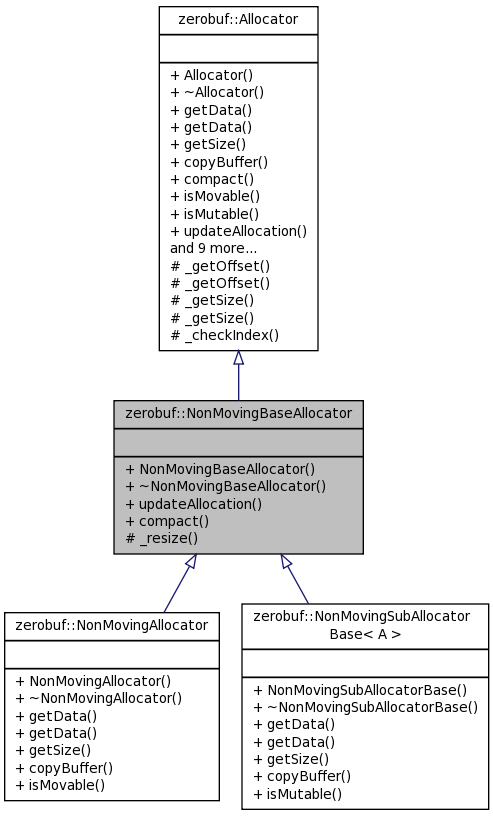 zerobuf::Allocator
+ Allocator()
+ ~Allocator()
+ getData()
+ getData()
+ getSize()
+ copyBuffer()
+ compact()
+ isMovable()
+ isMutable()
+ updateAllocation()
and 9 more...
# _getOffset()
# _getOffset()
# _getSize()
# _getSize()
# _checkIndex()
zerobuf::NonMovingBaseAllocator
+ NonMovingBaseAllocator()
+ ~NonMovingBaseAllocator()
+ updateAllocation()
+ compact()
# _resize()
zerobuf::NonMovingAllocator
+ NonMovingAllocator()
+ ~NonMovingAllocator()
+ getData()
+ getData()
+ getSize()
+ copyBuffer()
+ isMovable()
zerobuf::NonMovingSubAllocator
Base< A >
+ NonMovingSubAllocatorBase()
+ ~NonMovingSubAllocatorBase()
+ getData()
+ getData()
+ getSize()
+ copyBuffer()
+ isMutable()